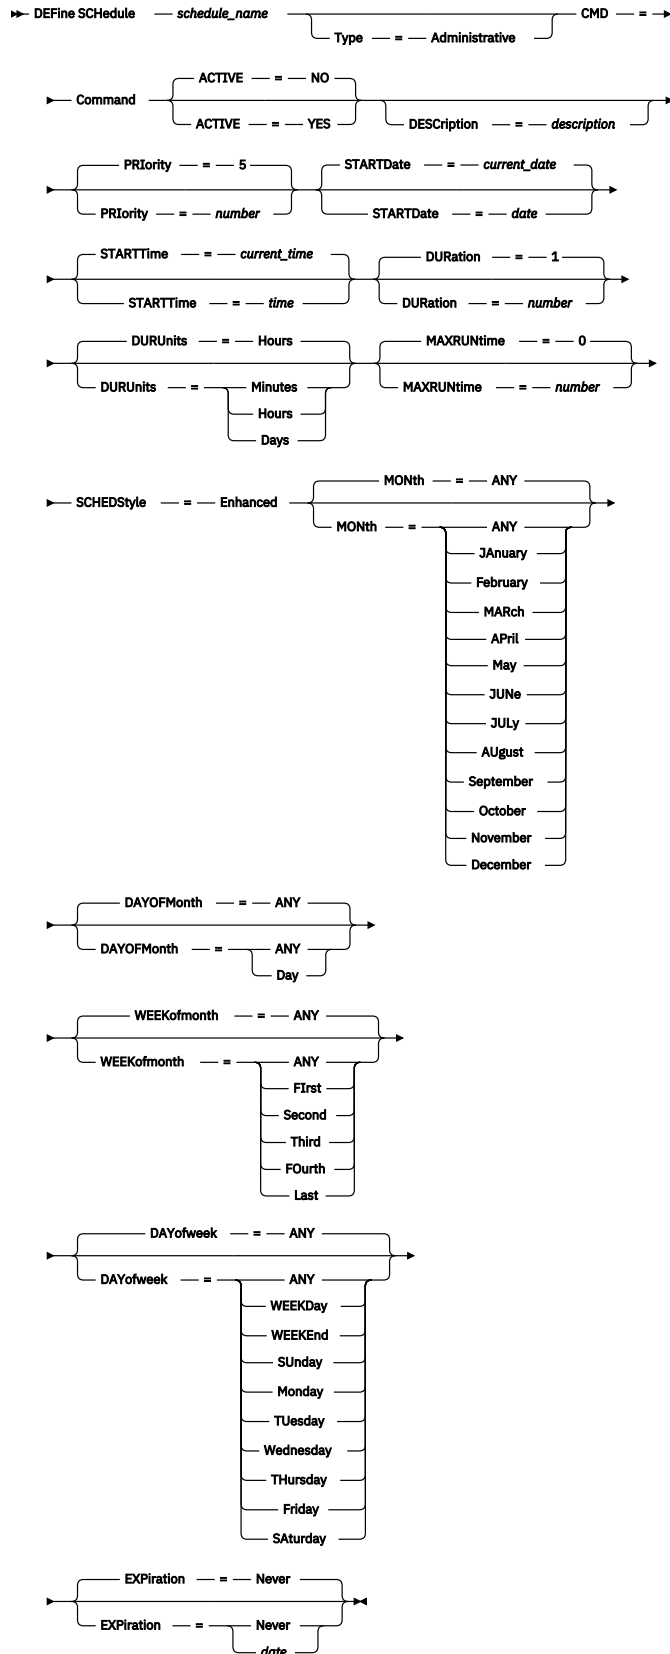 DEFine SCHedule schedule_name CMD =
Type = Administrative
ACTIVE = NO
Command
ACTIVE = YES
DESCription = description
PRIority = 5
STARTDate = current_date
PRIority = number
STARTDate = date
STARTTime = current_time
DURation = 1
STARTTime = time
DURation = number
DURUnits = Hours
MAXRUNtime = 0
DURUnits = Minutes
MAXRUNtime = number
Hours
Days
MONth = ANY
SCHEDStyle = Enhanced
MONth = ANY
JAnuary
February
MARch
APril
May
JUNe
JULy
AUgust
September
October
November
December
DAYOFMonth = ANY
DAYOFMonth = ANY
Day
WEEKofmonth = ANY
WEEKofmonth = ANY
FIrst
Second
Third
FOurth
Last
DAYofweek = ANY
DAYofweek = ANY
WEEKDay
WEEKEnd
SUnday
Monday
TUesday
Wednesday
THursday
Friday
SAturday
EXPiration = Never
EXPiration = Never
date